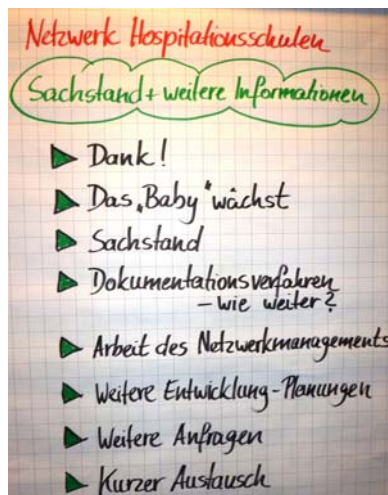 Netzwerk Hospitationsschulen
Sachstand + weitere Informationen
Dank!
Das „Baby“ wächst
Sachstand
Dokumentationsverfahren
– wie weiter?
Arbeit des Netzwerkmanagements
Weitere Entwicklung - Planungen
Weitere Anfragen
Kurzer Austausch